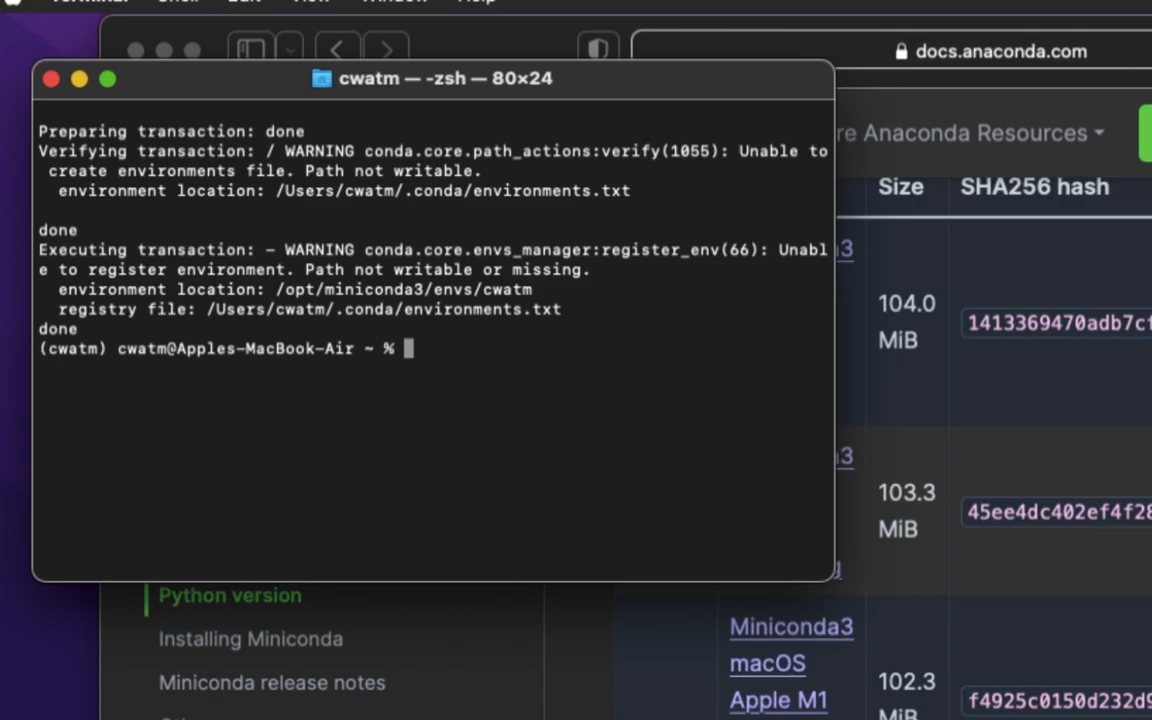 cwatm — -zsh — 80×24
docs.anaconda.com
Preparing transaction: done
Verifying transaction: / WARNING conda.core.path_actions:verify(1055): Unable to
create environments file. Path not writable.
environment location: /Users/cwatm/.conda/environments.txt
done
Executing transaction: - WARNING conda.core.envs_manager:register_env(66): Unabl
e to register environment. Path not writable or missing.
environment location: /opt/miniconda3/envs/cwatm
registry file: /Users/cwatm/.conda/environments.txt
done
(cwatm) cwatm@Apples-MacBook-Air ~ %
Anaconda Resources
Size SHA256 hash
104.0
MiB
1413369470adb7cf
103.3
MiB
45ee4dc402ef4f28
Python version
Installing Miniconda
Miniconda release notes
Miniconda3
macOS
Apple M1
102.3
MiB
f4925c0150d232d9